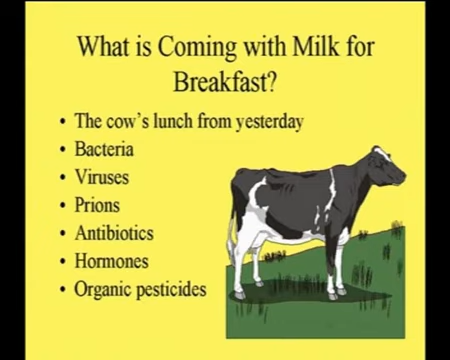 What is Coming with Milk for
Breakfast?
• The cow's lunch from yesterday
• Bacteria
• Viruses
• Prions
• Antibiotics
• Hormones
• Organic pesticides